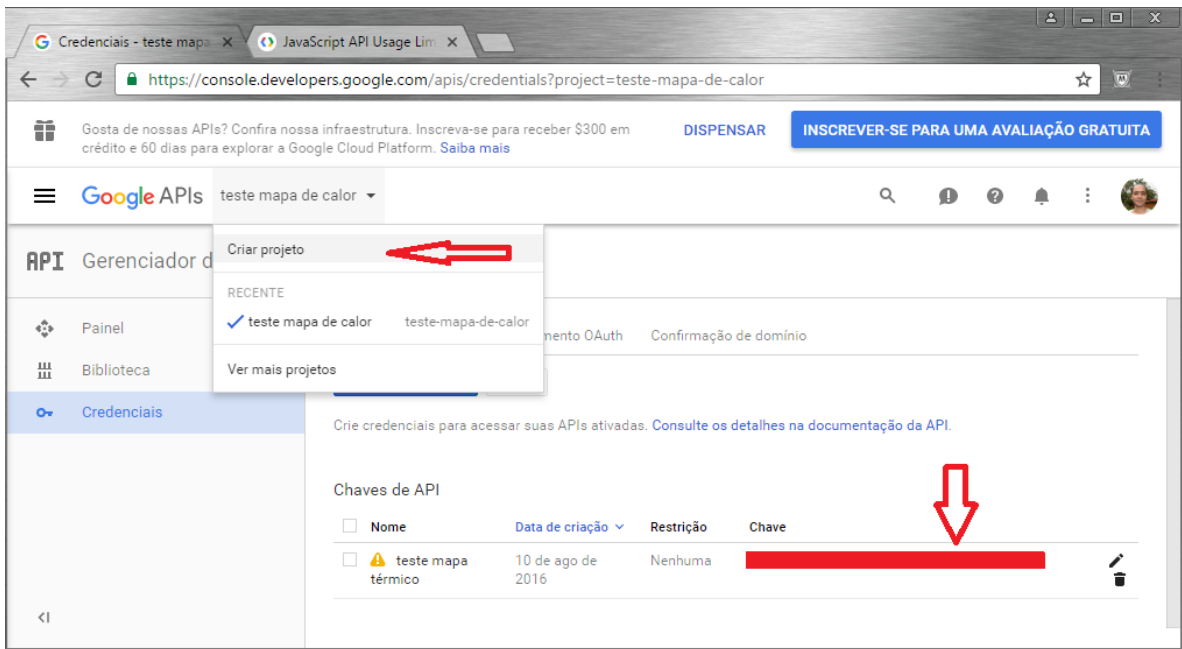 Credenciais - teste mapa
JavaScript API Usage Lim
https://console.developers.google.com/apis/credentials?project=teste-mapa-de-calor
Gosta de nossas APIs? Confira nossa infraestrutura. Inscreva-se para receber $300 em
crédito e 60 dias para explorar a Google Cloud Platform. Saiba mais
DISPENSAR
INSCREVER-SE PARA UMA AVALIAÇÃO GRATUITA
Google APIs
teste mapa de calor
Criar projeto
API Gerenciador d
RECENTE
teste mapa de calor teste-mapa-de-calor
Ver mais projetos
Painel
Biblioteca
Credenciais
mento OAuth
Confirmação de domínio
Crie credenciais para acessar suas APIs ativadas. Consulte os detalhes na documentação da API.
Chaves de API
Nome Data de criação Restrição Chave
teste mapa 10 de ago de Nenhuma
térmico 2016